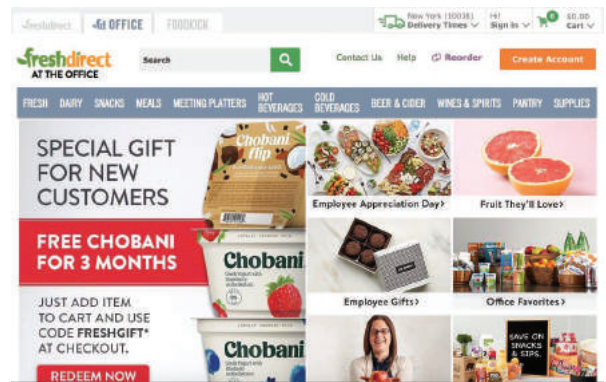 freshdirect
At OFFICE
FOODKICK
New York (10036)
Delivery Times
Hi!
Sign in
0
$0.00
Cart
freshdirect
AT THE OFFICE
Search
Contact Us
Help
Reorder
Create Account
FRESH
DAIRY
SNACKS
MEALS
MEETING PLATTERS
HOT
BEVERAGES
COLD
BEVERAGES
BEER & CIDER
WINES & SPIRITS
PANTRY
SUPPLIES
SPECIAL GIFT
FOR NEW
CUSTOMERS
FREE CHOBANI
FOR 3 MONTHS
JUST ADD ITEM
TO CART AND USE
CODE FRESHGIFT*
AT CHECKOUT.
REDEEM NOW
Chobani
flip
Chobani
Chobani
Employee Appreciation Day>
Fruit They'll Love>
Employee Gifts>
Office Favorites>
SAVE ON
SNACKS
& SIPS.